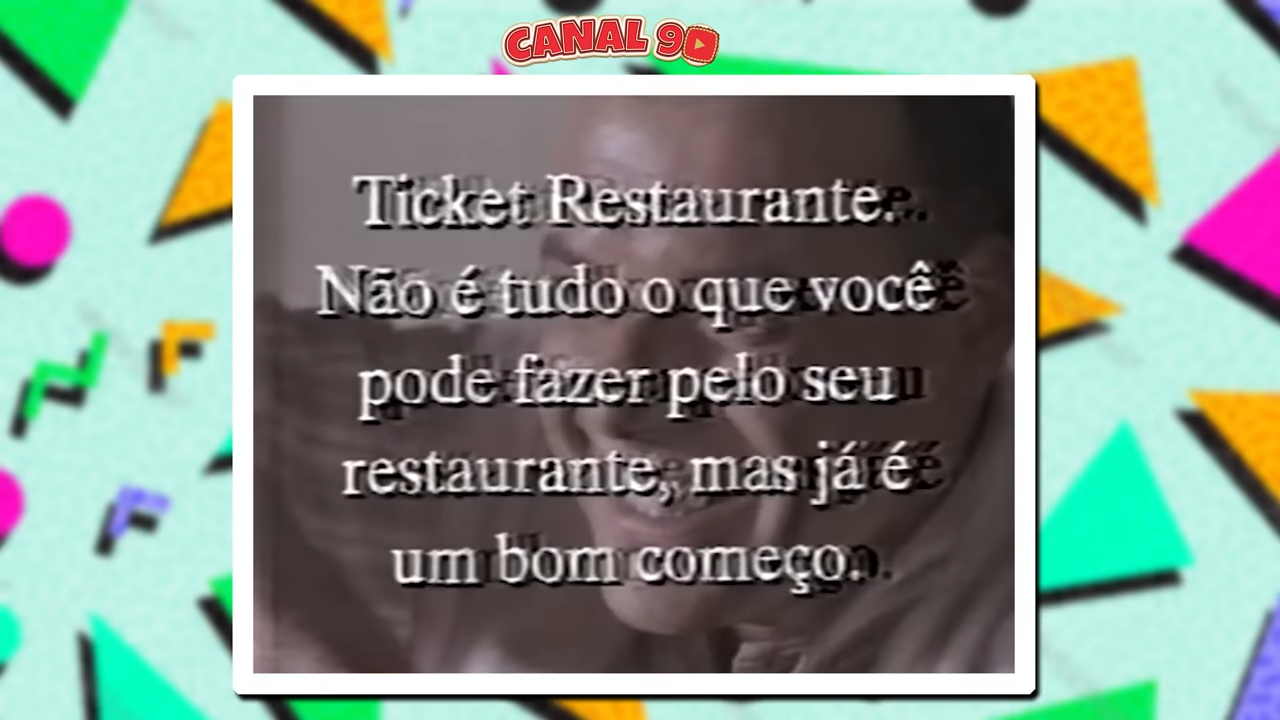 CANAL 90
Ticket Restaurante.
Não é tudo o que você
pode fazer pelo seu
restaurante, mas já é
um bom começo.